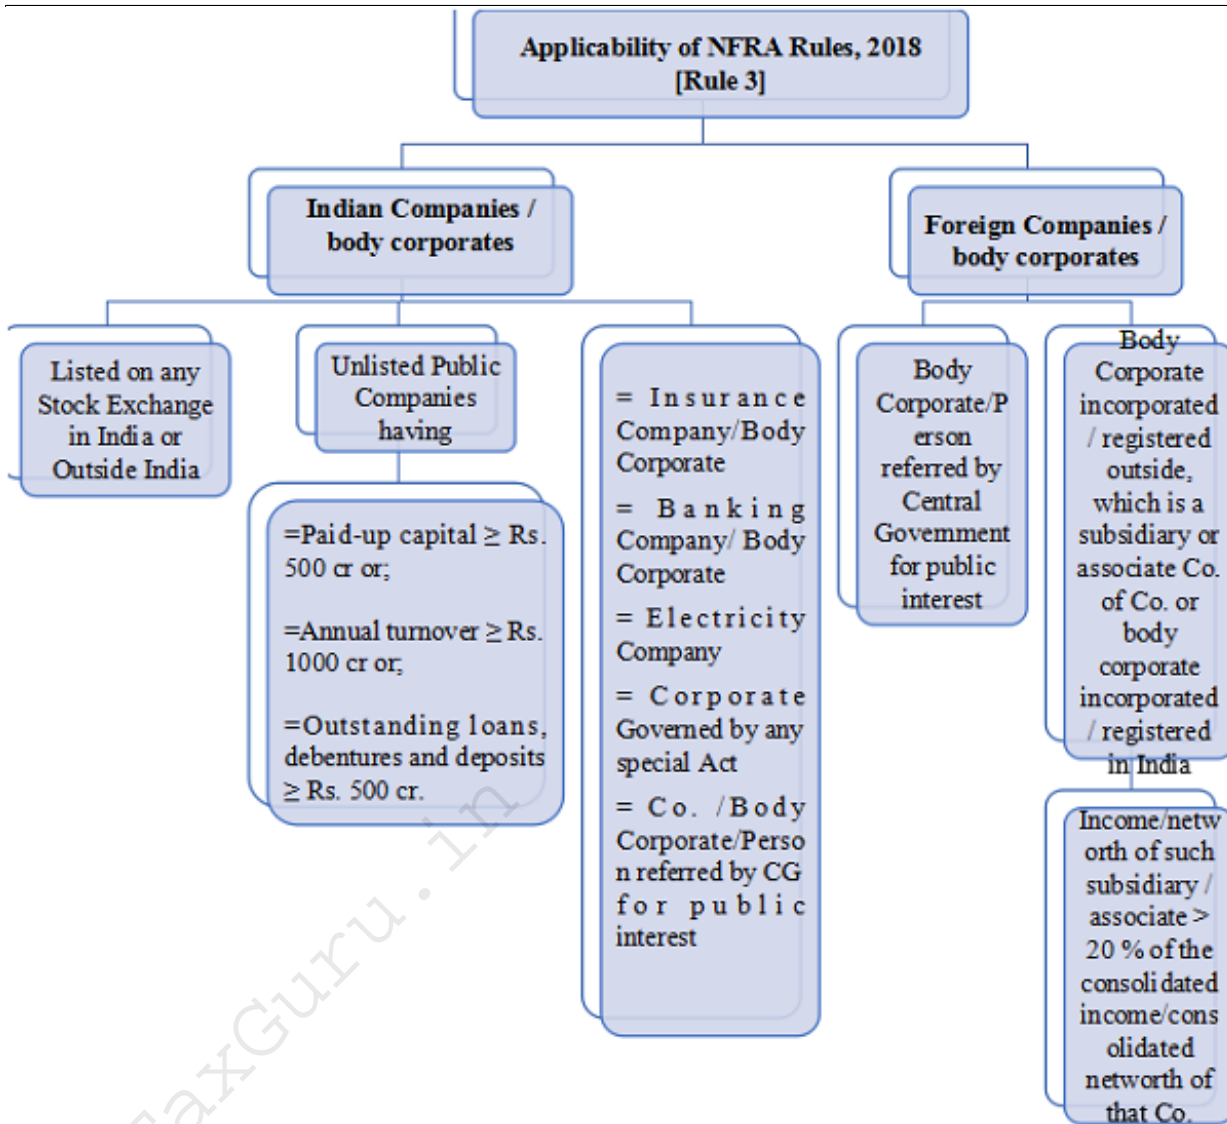 Applicability of NFRA Rules, 2018
[Rule 3]
Indian Companies /
body corporates
Foreign Companies /
body corporates
Listed on any
Stock Exchange
in India or
Outside India
Unlisted Public
Companies
having
=Paid-up capital ≥ Rs.
500 cr or;
=Annual turnover ≥ Rs.
1000 cr or;
=Outstanding loans,
debentures and deposits
≥ Rs. 500 cr.
= Insurance
Company/Body
Corporate
= Banking
Company/ Body
Corporate
= Electricity
Company
= Corporate
Governed by any
special Act
= Co. /Body
Corporate/Perso
n referred by CG
for public
interest
Body
Corporate/P
erson
referred by
Central
Government
for public
interest
Body
Corporate
incorporated
/ registered
outside,
which is a
subsidiary or
associate Co.
of Co. or
body
corporate
incorporated
/ registered
in India
Income/netw
orth of such
subsidiary /
associate >
20 % of the
consolidated
income/cons
olidated
networth of
that Co.
TaxGuru.in